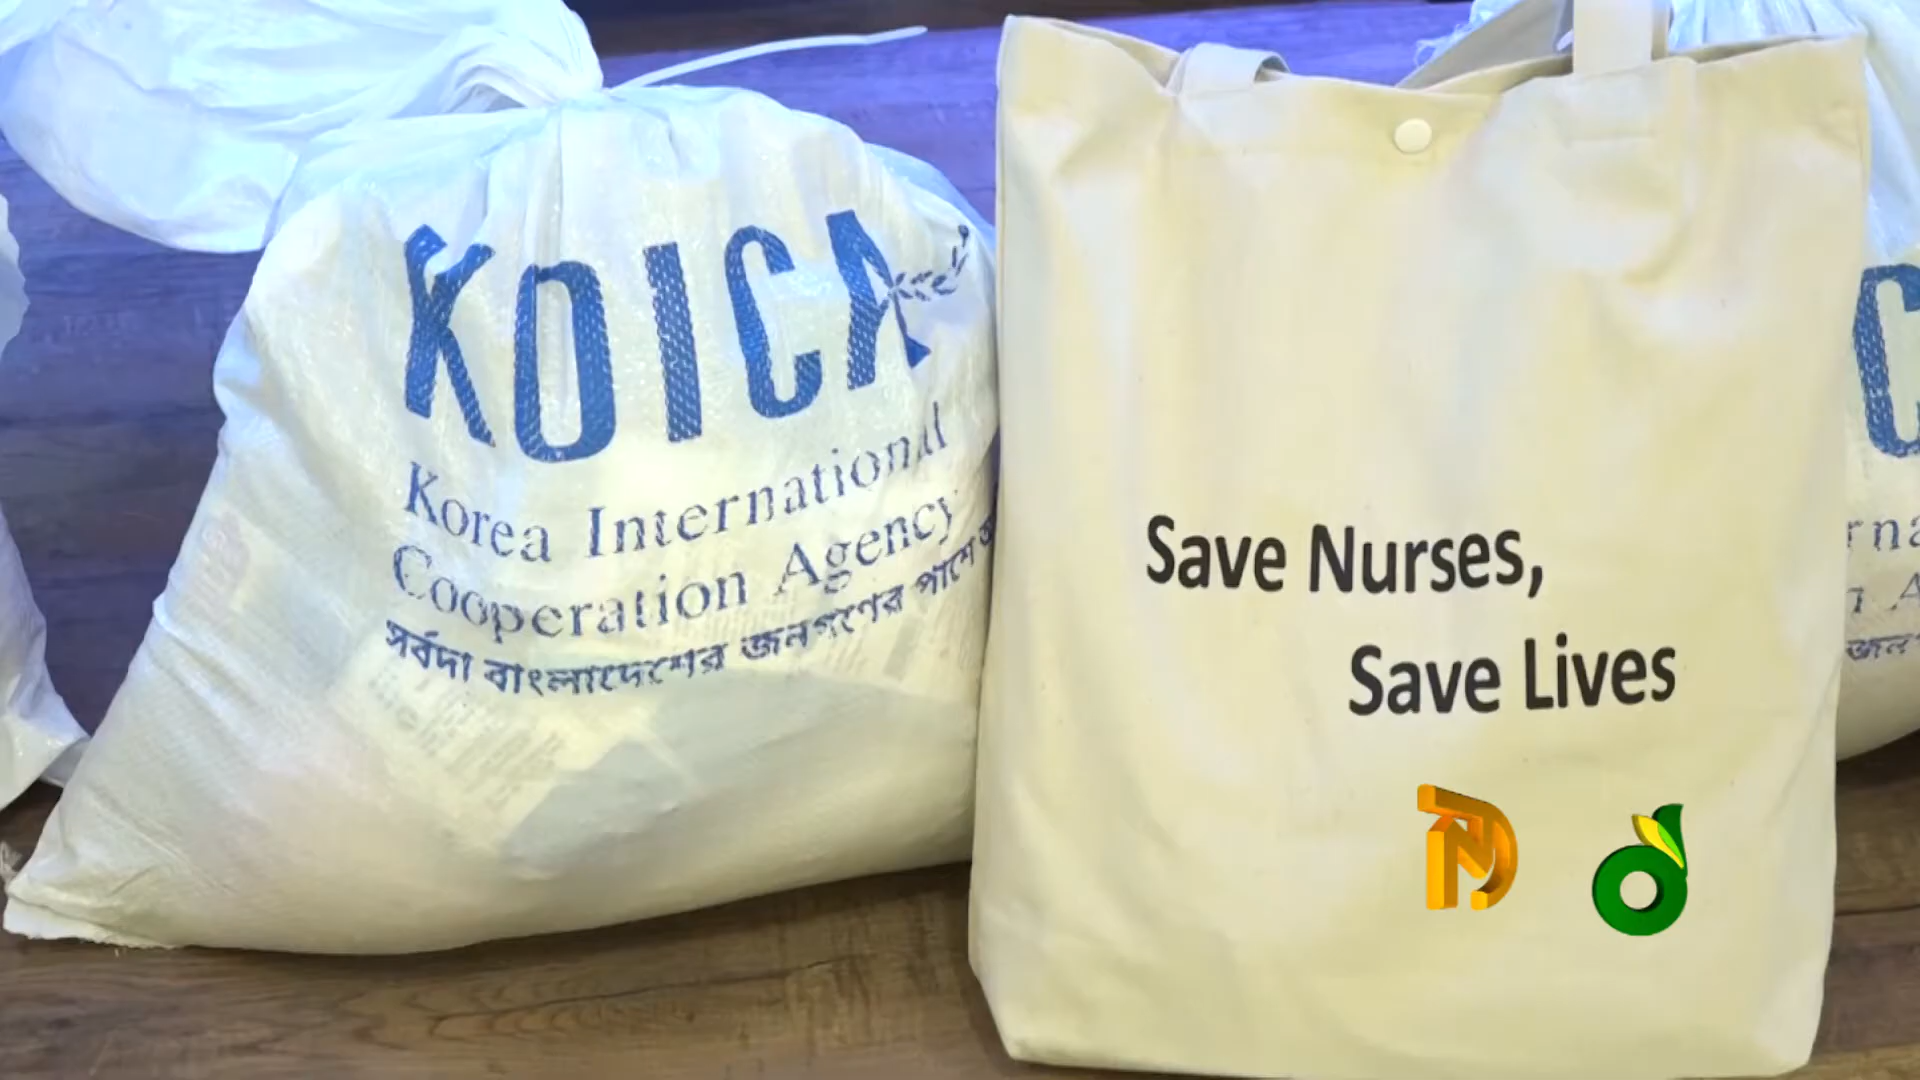 KOICA
Korea International
Cooperation Agency
সর্বদা বাংলাদেশের জনগণের পাশে
Save Nurses,
Save Lives